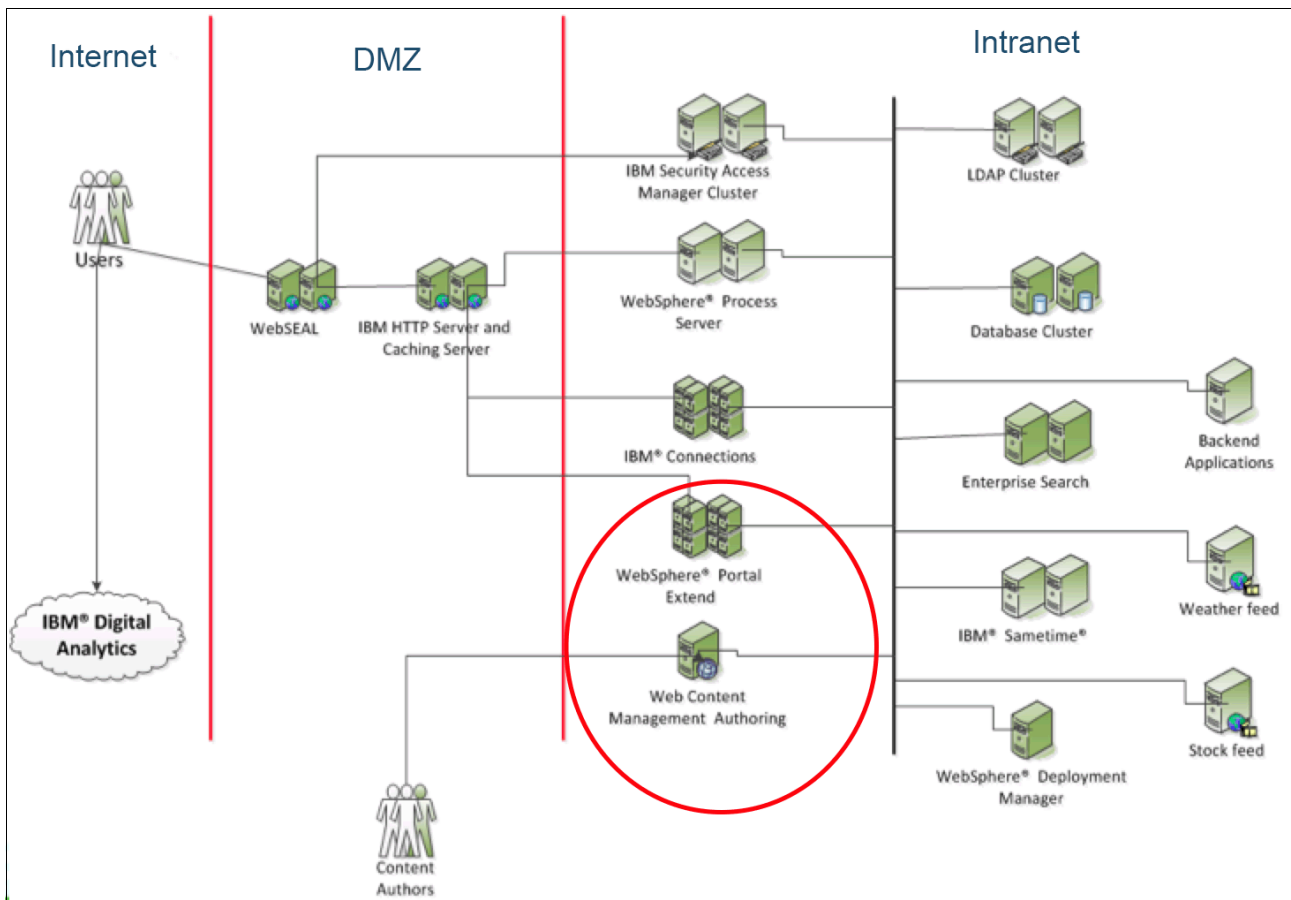 Internet
DMZ
Intranet
Users
IBM® Digital
Analytics
WebSEAL
IBM HTTP Server and
Caching Server
Content
Authors
IBM Security Access
Manager Cluster
WebSphere® Process
Server
IBM® Connections
WebSphere® Portal
Extend
Web Content
Management Authoring
LDAP Cluster
Database Cluster
Backend
Applications
Enterprise Search
Weather feed
IBM® Sametime®
Stock feed
WebSphere® Deployment
Manager